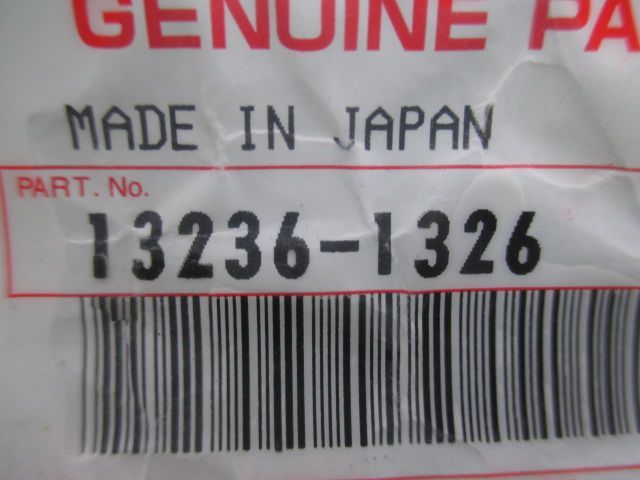 GENUINE PA
MADE IN JAPAN
PART. No.
13236-1326